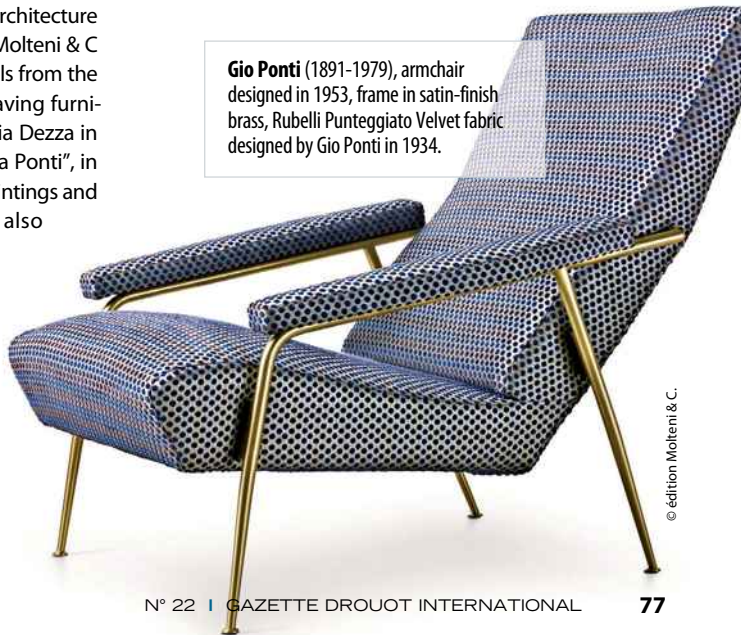 rchitecture
Molteni & C
ls from the
aving furni-
ia Dezza in
a Ponti”, in
ntings and
also
Gio Ponti (1891-1979), armchair
designed in 1953, frame in satin-finish
brass, Rubelli Punteggiato Velvet fabric
designed by Gio Ponti in 1934.
© édition Molteni & C.
N° 22 I GAZETTE DROUOT INTERNATIONAL 77